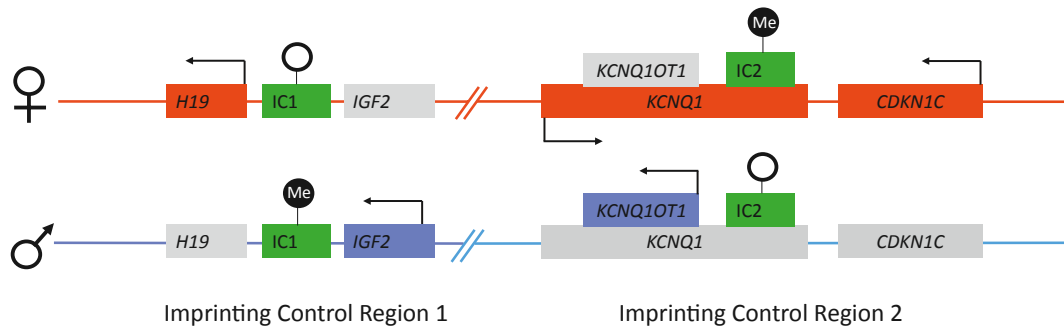 Me
KCNQ1OT1 IC2
H19 IC1 IGF2 KCNQ1 CDKN1C
Me
KCNQ1OT1 IC2
H19 IC1 IGF2 KCNQ1 CDKN1C
Imprinting Control Region 1 Imprinting Control Region 2